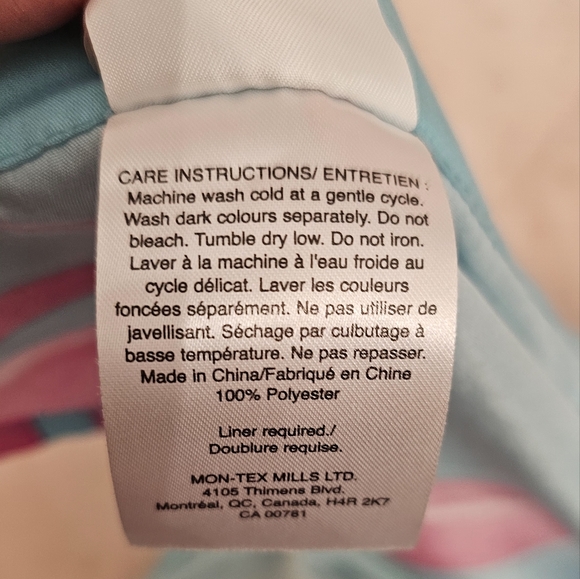 CARE INSTRUCTIONS/ ENTRETIEN :
Machine wash cold at a gentle cycle.
Wash dark colours separately. Do not
bleach. Tumble dry low. Do not iron.
Laver à la machine à l'eau froide au
cycle délicat. Laver les couleurs
foncées séparément. Ne pas utiliser de
javellisant. Séchage par culbutage à
basse température. Ne pas repasser.
Made in China/Fabriqué en Chine
100% Polyester
Liner required./
Doublure requise.
MON-TEX MILLS LTD.
4105 Thimens Blvd.
Montréal, QC, Canada, H4R 2K7
CA 00781